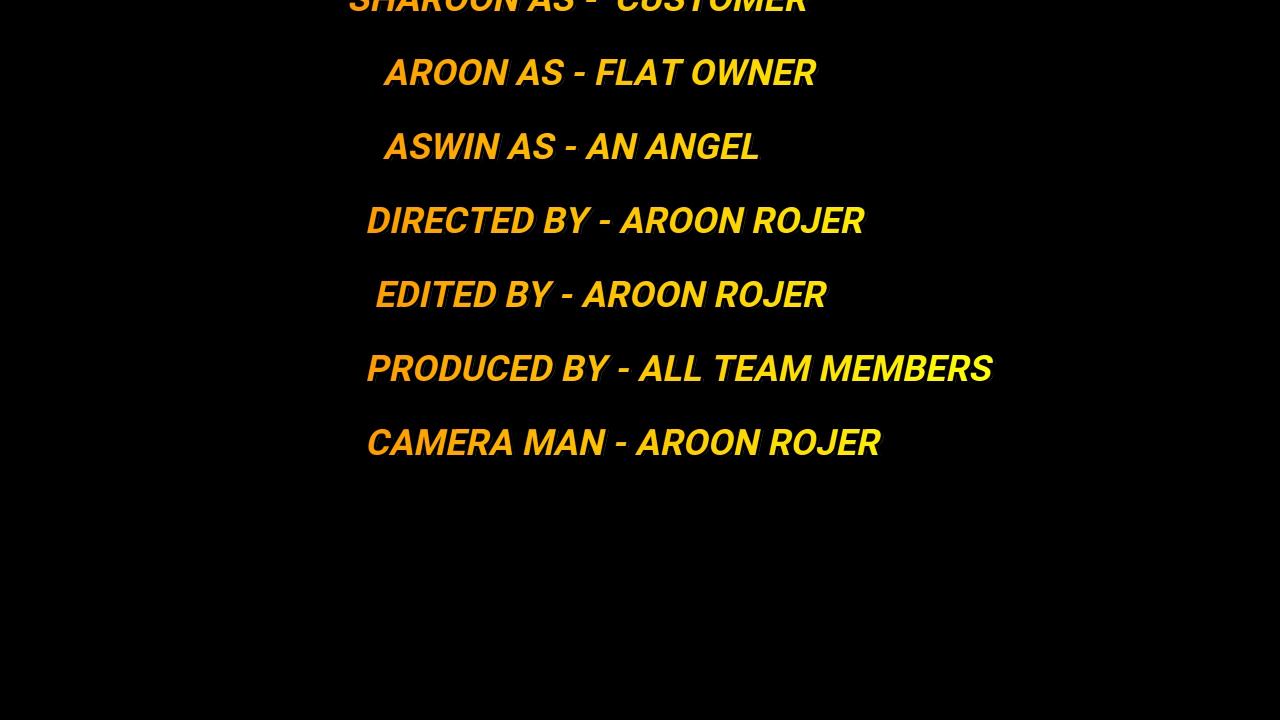 SHAROON AS - CUSTOMER
AROON AS - FLAT OWNER
ASWIN AS - AN ANGEL
DIRECTED BY - AROON ROJER
EDITED BY - AROON ROJER
PRODUCED BY - ALL TEAM MEMBERS
CAMERA MAN - AROON ROJER